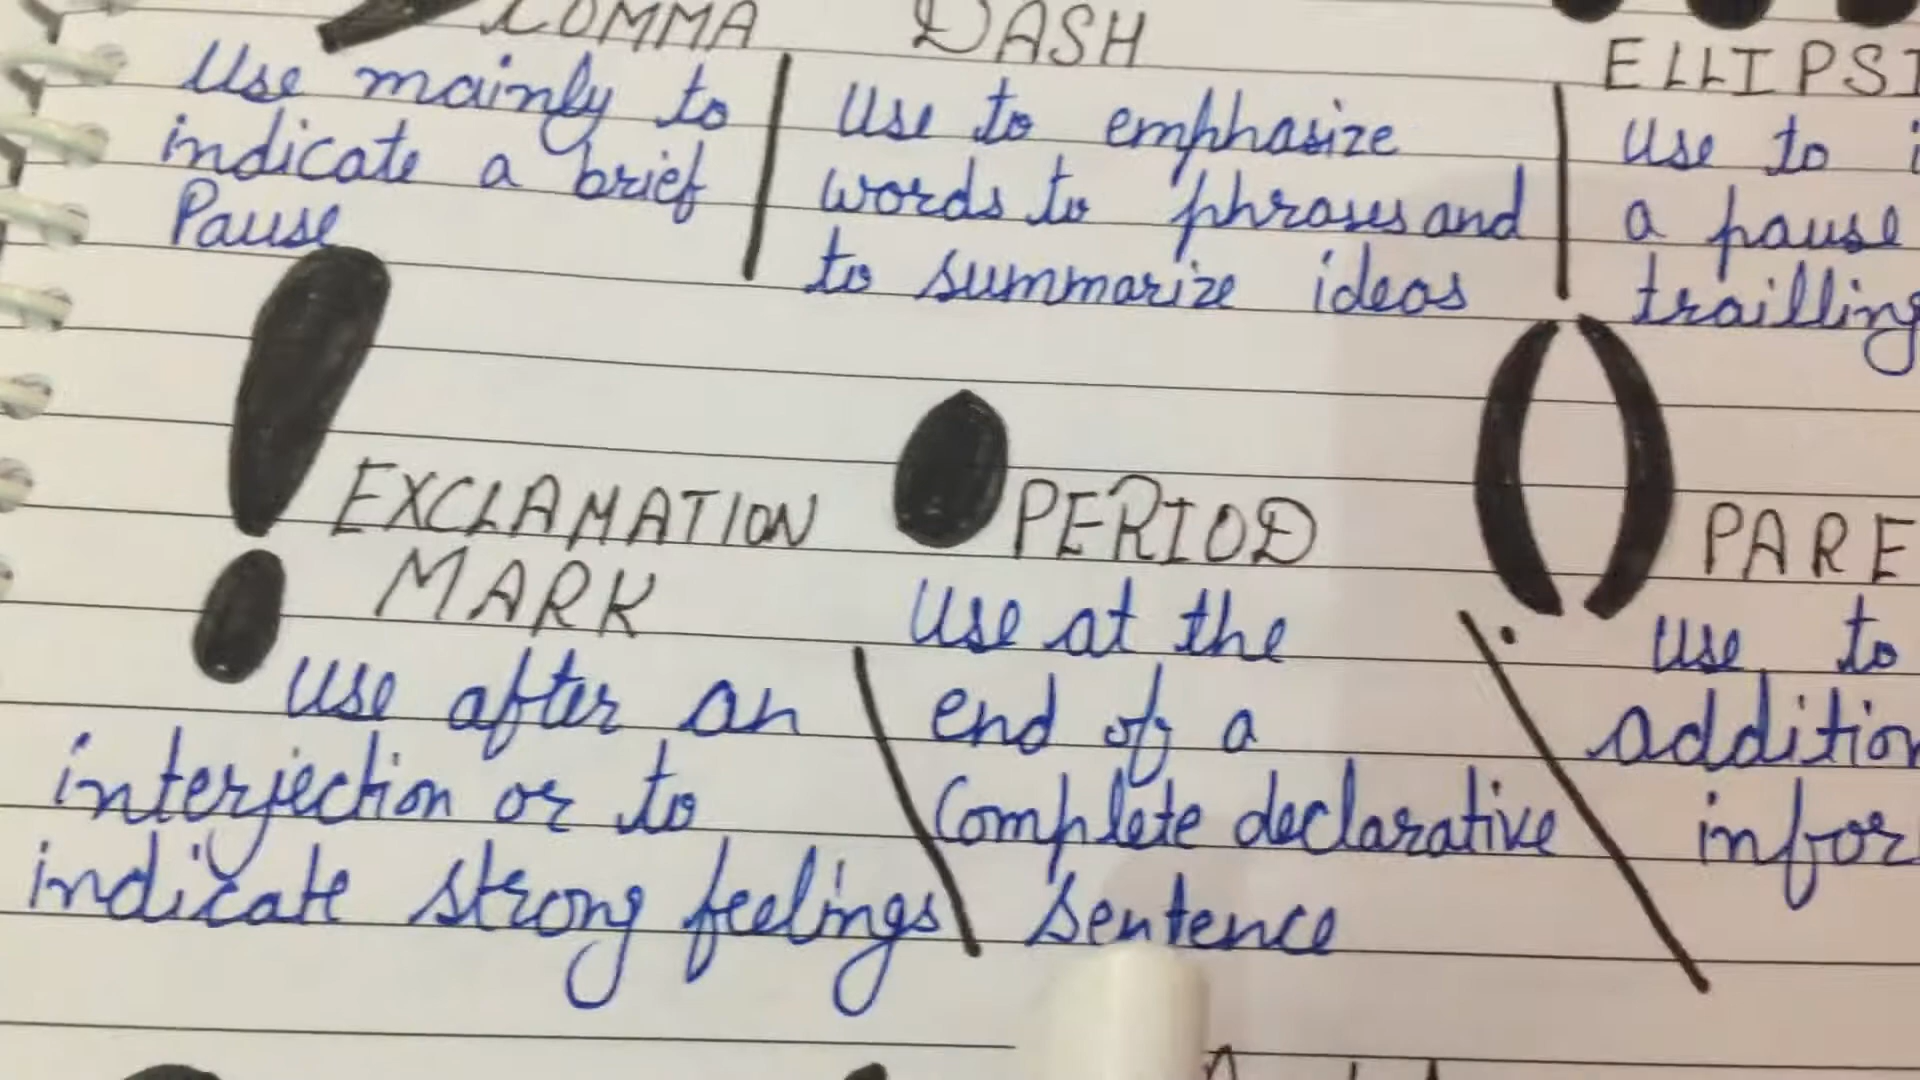 COMMA
Use mainly to
indicate a brief
Pause
DASH
Use to emphasize
words to phrases and
to summarize ideas
ELLIPSI
Use to i
a pause
trailling
! EXCLAMATION
MARK
Use after an
interjection or to
indicate strong feelings
. PERIOD
Use at the
end of a
Complete declarative
Sentence
() PARE
Use to
addition
infor